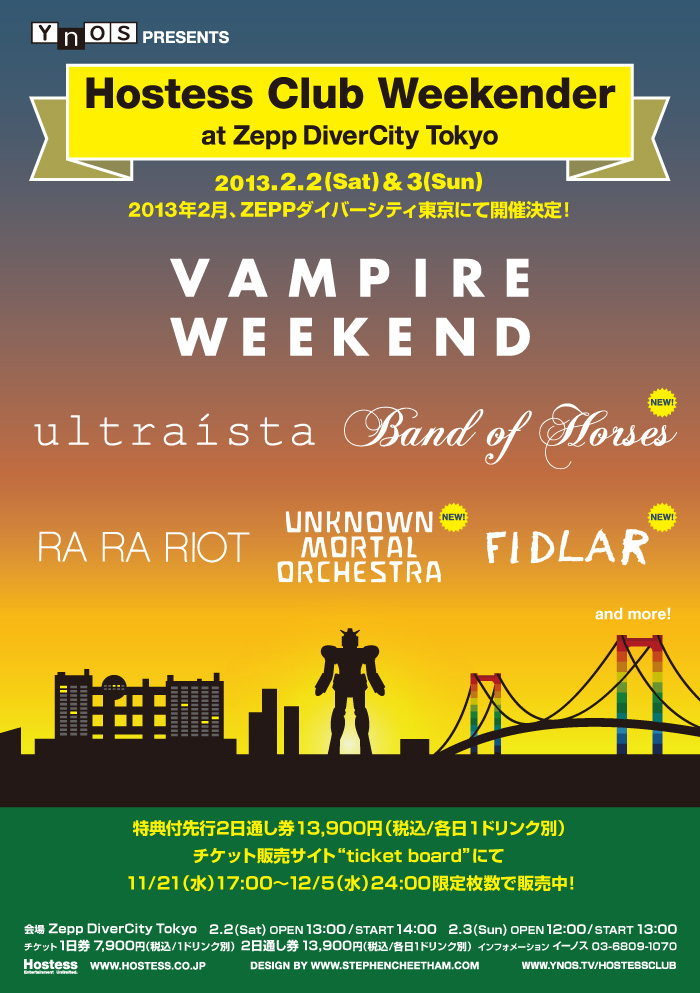 YnOS PRESENTS
Hostess Club Weekender
at Zepp DiverCity Tokyo
2013.2.2(Sat)&3(Sun)
2013年2月、ZEPPダイバーシティ東京にて開催決定!
VAMPIRE
WEEKEND
NEW!
ultraísta Band of Horses
NEW! NEW!
RA RA RIOT UNKNOWN MORTAL ORCHESTRA FIDLAR
and more!
特典付先行2日通し券13,900円(税込/各日1ドリンク別)
チケット販売サイト“ticket board”にて
11/21(水)17:00〜12/5(水)24:00限定枚数で販売中!
会場 Zepp DiverCity Tokyo 2.2(Sat) OPEN 13:00/START 14:00 2.3(Sun) OPEN 12:00/START 13:00
チケット 1日券 7,900円(税込/1ドリンク別) 2日通し券 13,900円(税込/各日1ドリンク別) インフォメーション イーノス 03-6809-1070
Hostess Entertainment Unlimited. WWW.HOSTESS.CO.JP DESIGN BY WWW.STEPHENCHEETHAM.COM WWW.YNOS.TV/HOSTESSCLUB